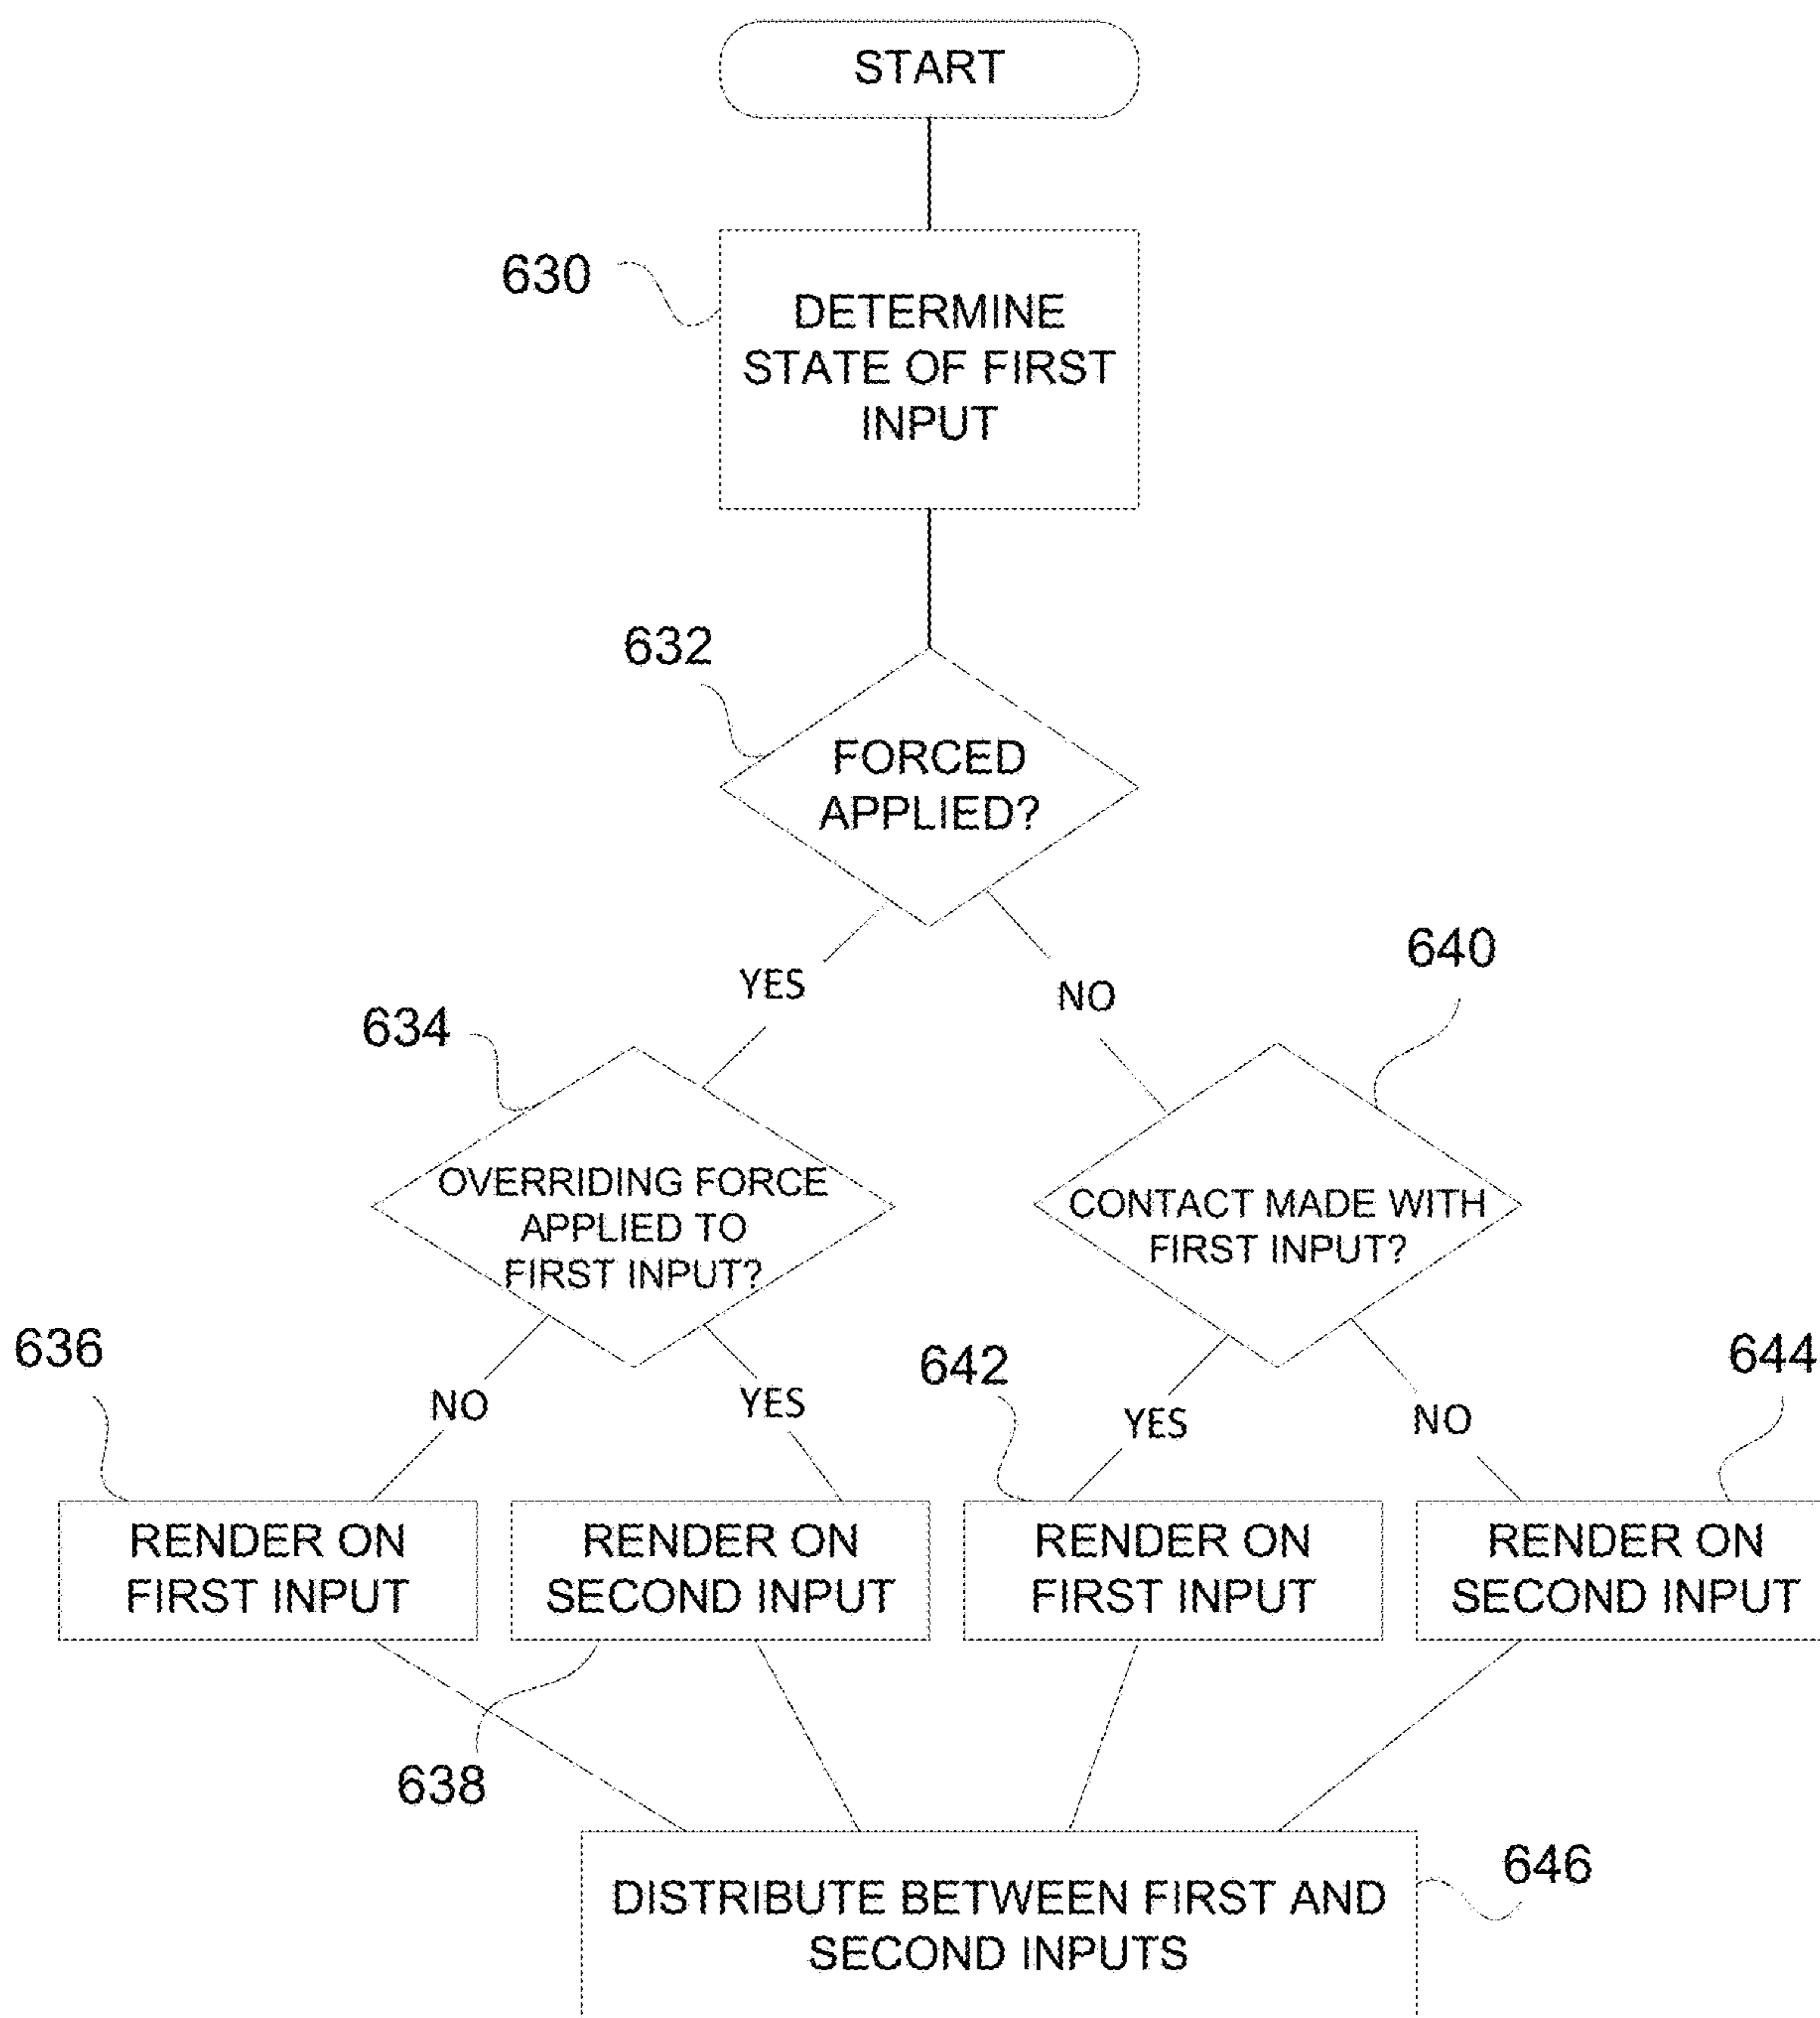 START
630
DETERMINE
STATE OF FIRST
INPUT
632
FORCED
APPLIED?
YES
NO
640
634
OVERRIDING FORCE
APPLIED TO
FIRST INPUT?
CONTACT MADE WITH
FIRST INPUT?
636
NO
YES
642
YES
NO
644
RENDER ON
FIRST INPUT
RENDER ON
SECOND INPUT
RENDER ON
FIRST INPUT
RENDER ON
SECOND INPUT
638
DISTRIBUTE BETWEEN FIRST AND
SECOND INPUTS
646